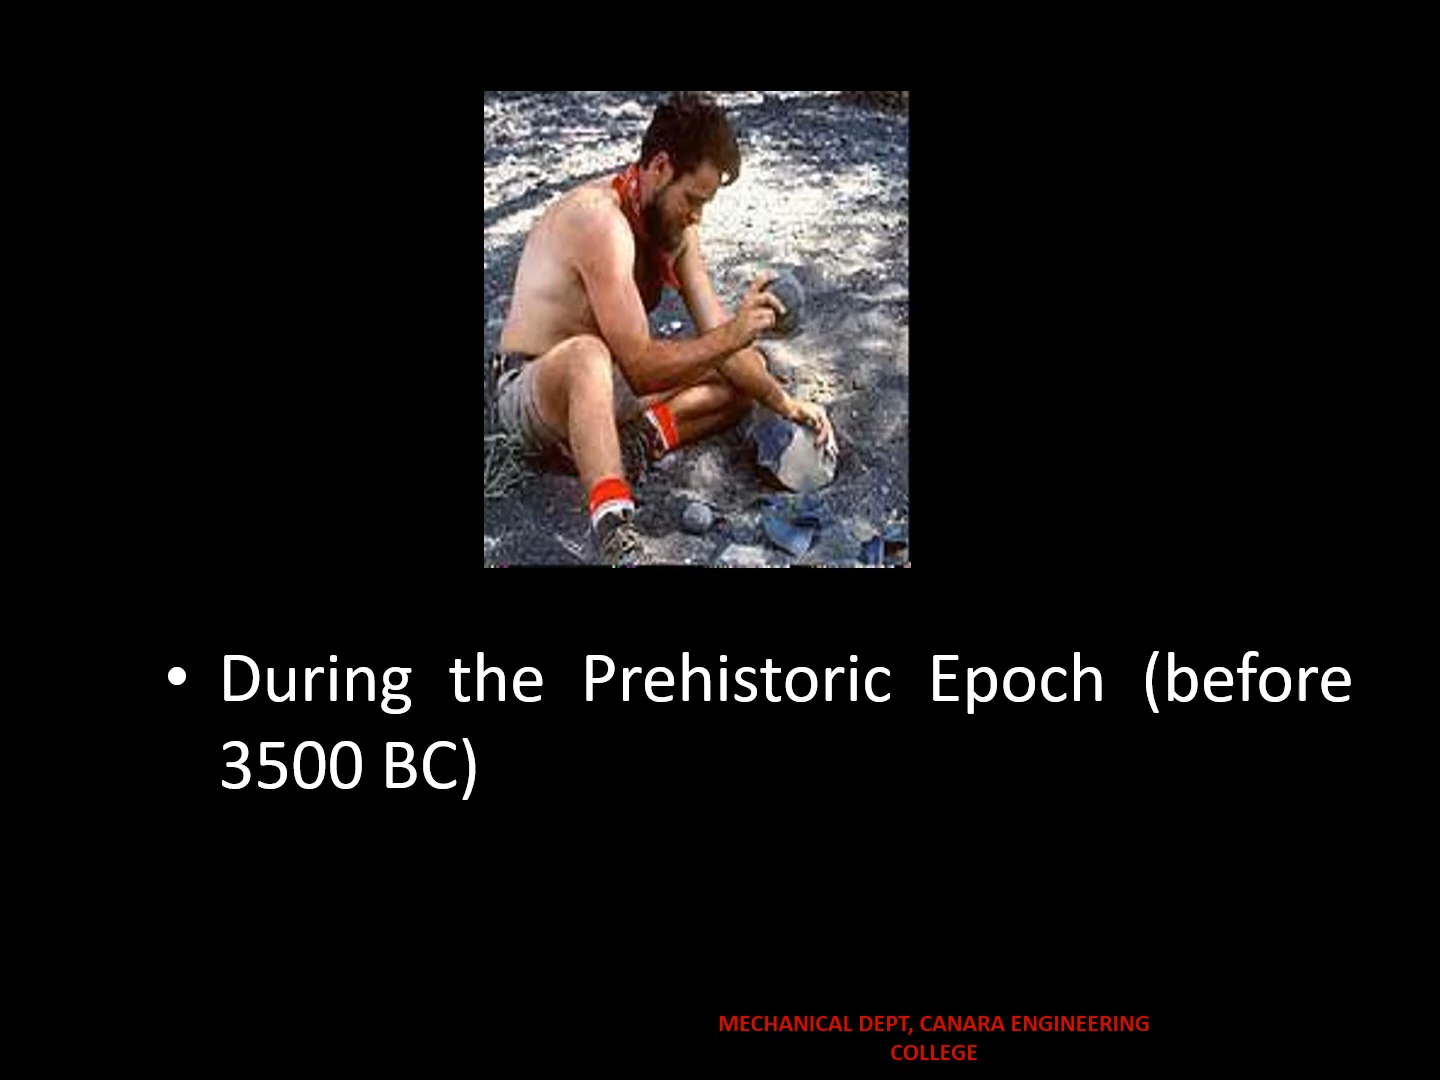 • During the Prehistoric Epoch (before
3500 BC)
MECHANICAL DEPT, CANARA ENGINEERING
COLLEGE